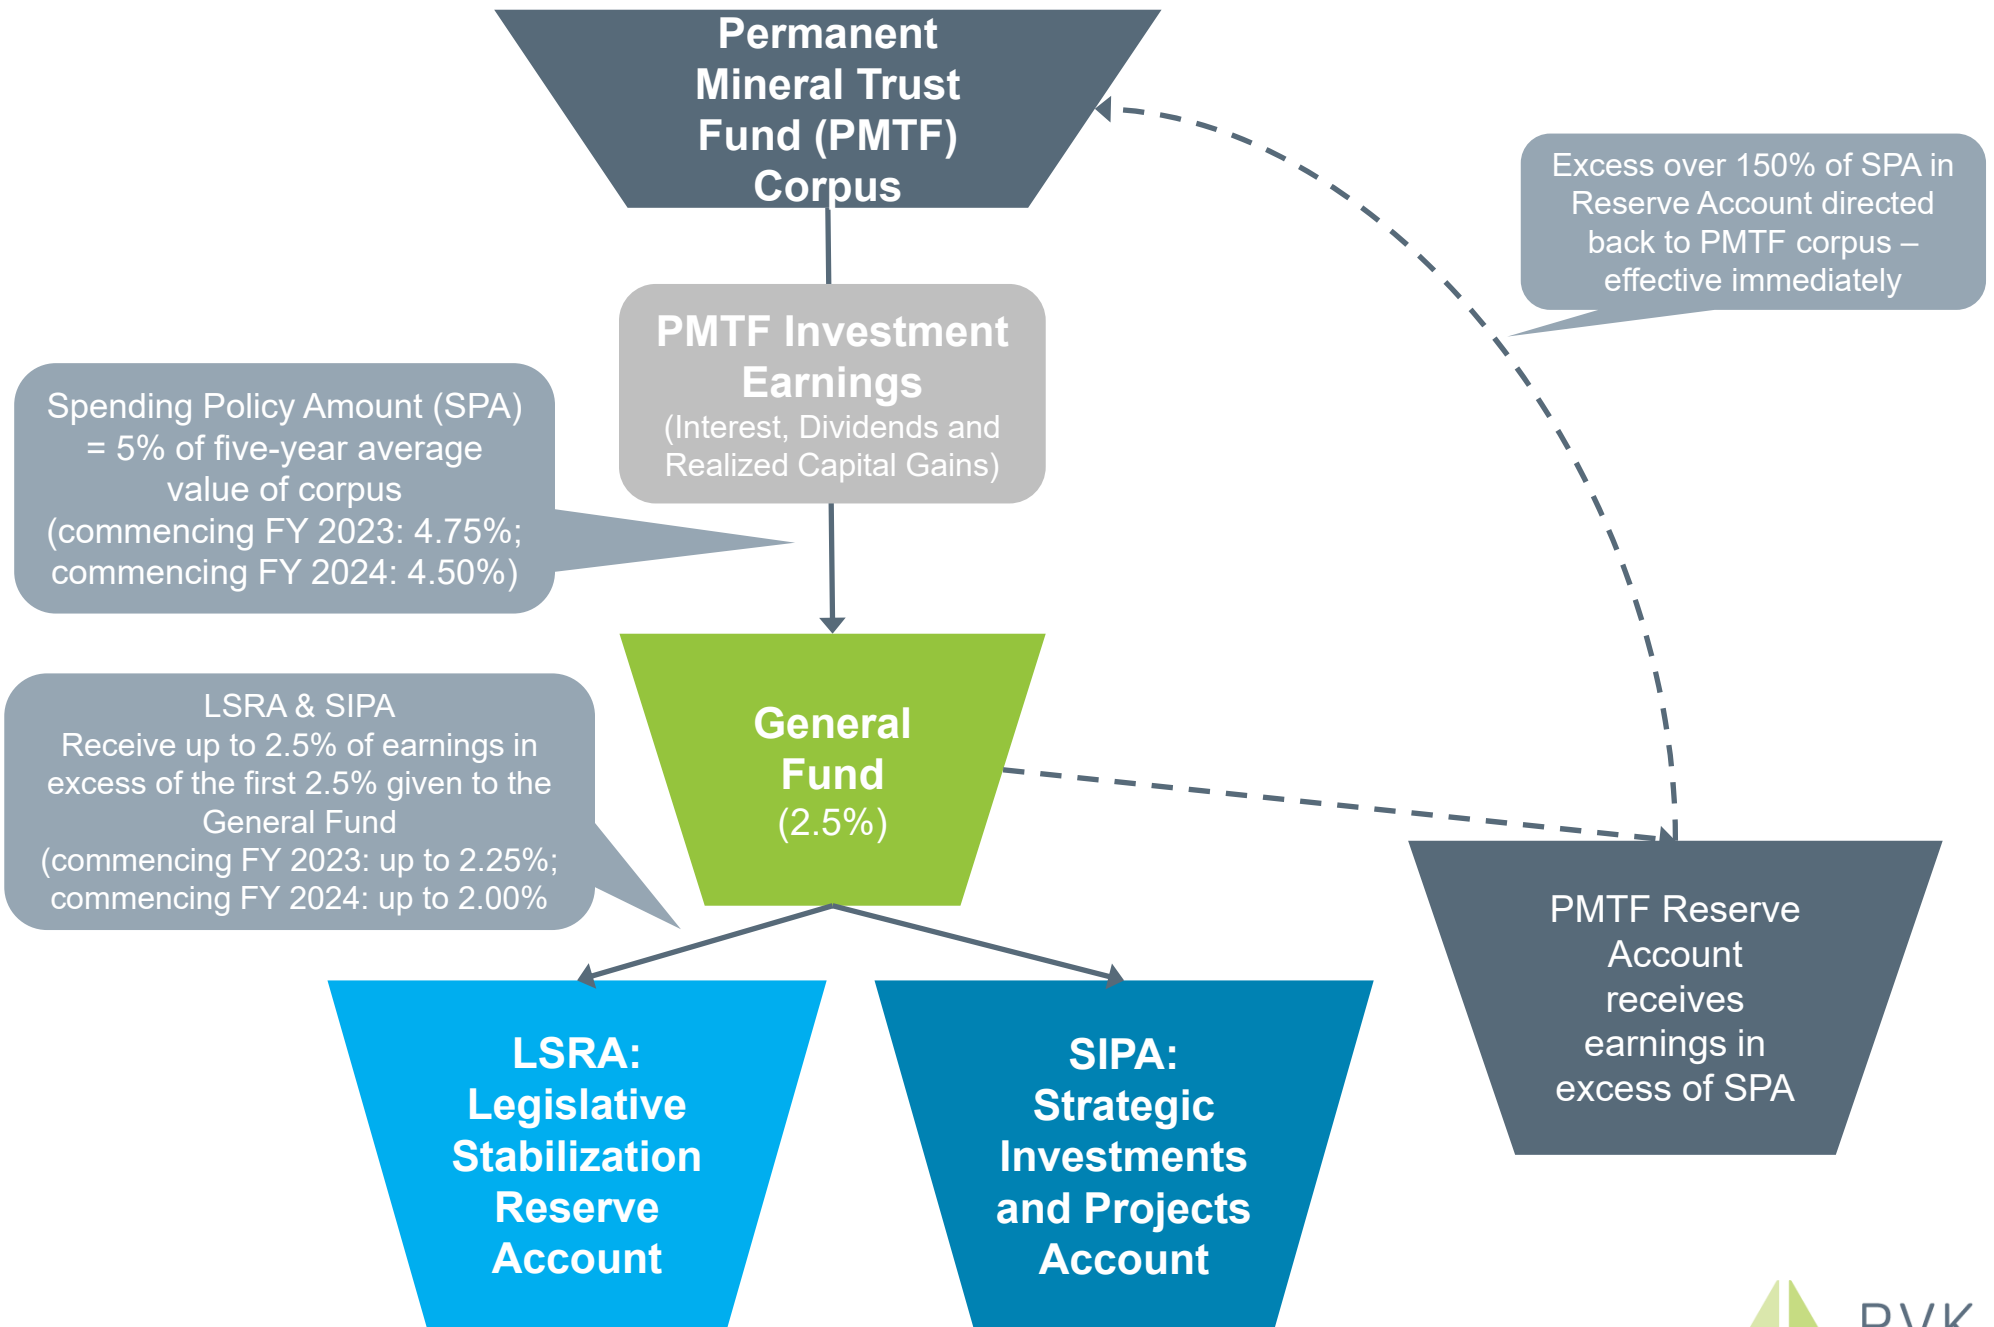 Permanent
Mineral Trust
Fund (PMTF)
Corpus
Excess over 150% of SPA in
Reserve Account directed
back to PMTF corpus –
effective immediately
PMTF Investment
Earnings
(Interest, Dividends and
Realized Capital Gains)
Spending Policy Amount (SPA)
= 5% of five-year average
value of corpus
(commencing FY 2023: 4.75%;
commencing FY 2024: 4.50%)
LSRA & SIPA
Receive up to 2.5% of earnings in
excess of the first 2.5% given to the
General Fund
(commencing FY 2023: up to 2.25%;
commencing FY 2024: up to 2.00%
General
Fund
(2.5%)
PMTF Reserve
Account
receives
earnings in
excess of SPA
LSRA:
Legislative
Stabilization
Reserve
Account
SIPA:
Strategic
Investments
and Projects
Account
RVK